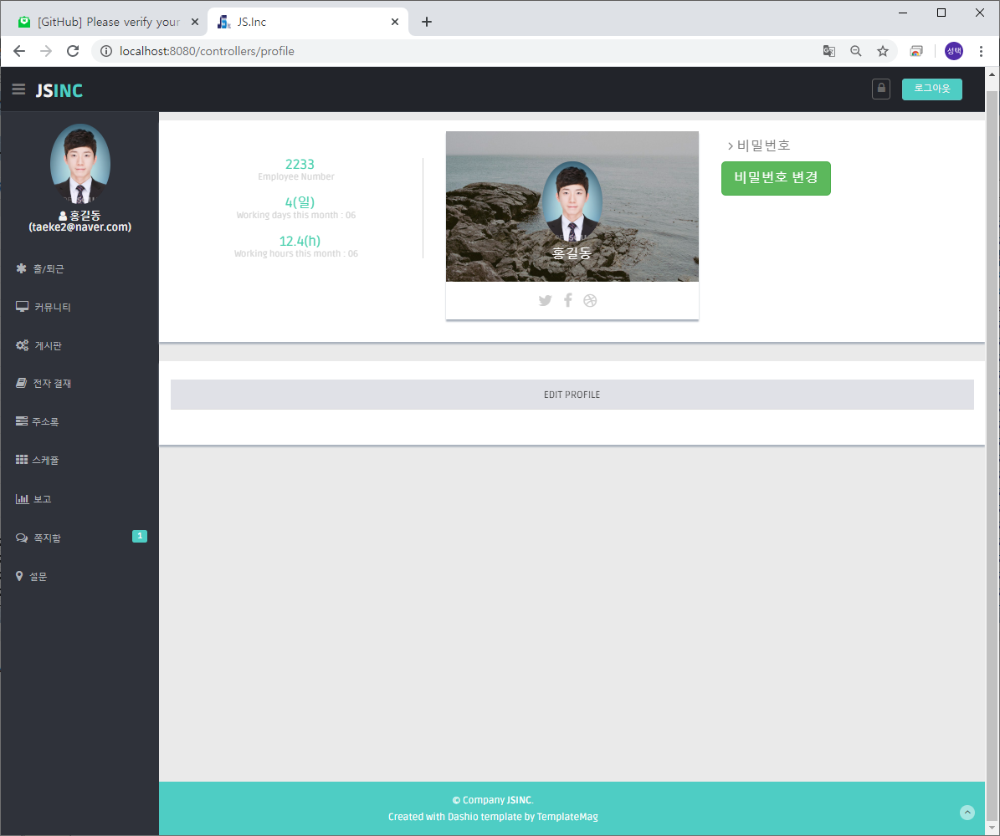 [GitHub] Please verify your
JS.Inc
localhost:8080/controllers/profile
성택
JSINC
로그아웃
홍길동
(taeke2@naver.com)
출/퇴근
커뮤니티
게시판
전자 결재
주소록
스케줄
보고
쪽지함
1
설문
2233
Employee Number
4(일)
Working days this month : 06
12.4(h)
Working hours this month : 06
홍길동
비밀번호
비밀번호 변경
EDIT PROFILE
© Company JSINC.
Created with Dashio template by TemplateMag